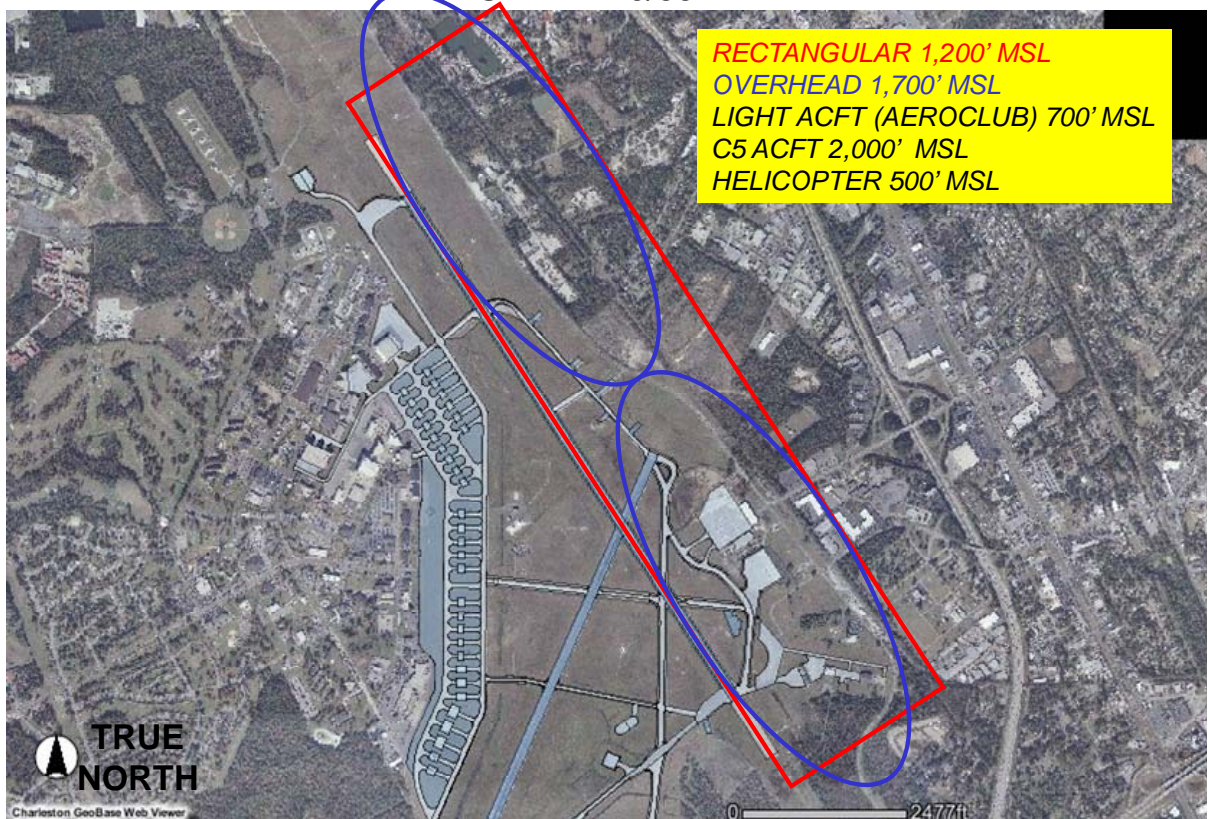 RECTANGULAR 1,200' MSL
OVERHEAD 1,700' MSL
LIGHT ACFT (AEROCLUB) 700' MSL
C5 ACFT 2,000' MSL
HELICOPTER 500' MSL
TRUE
NORTH
Charleston GeoBase Web Viewer
0 2477ft